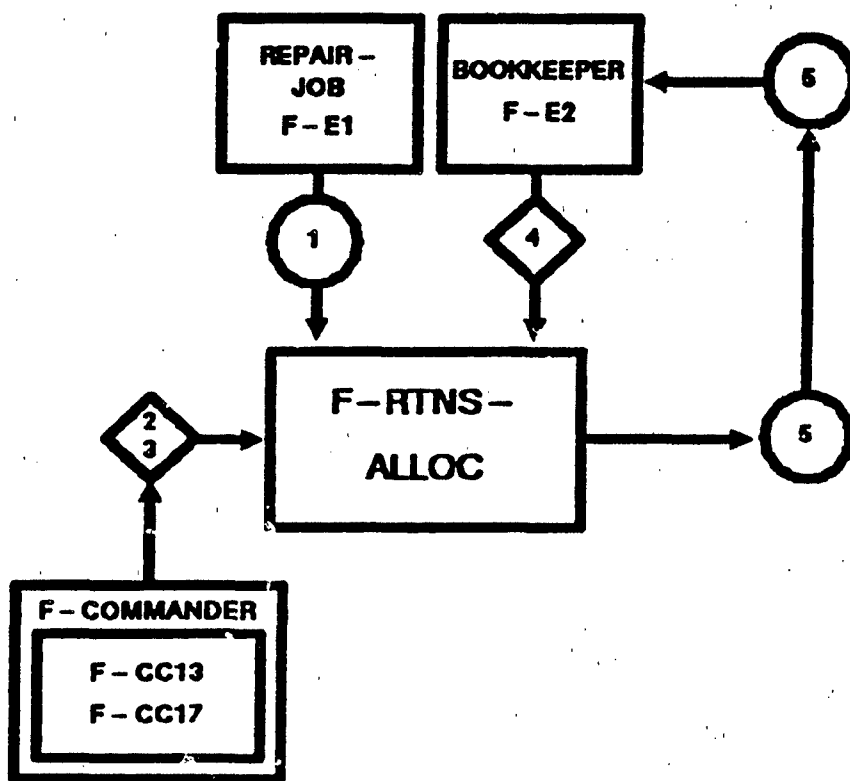 REPAIR-
JOB
F-E1
BOOKKEEPER
F-E2
5
1
4
F-RTNS-
ALLOC
2
3
5
F-COMMANDER
F-CC13
F-CC17